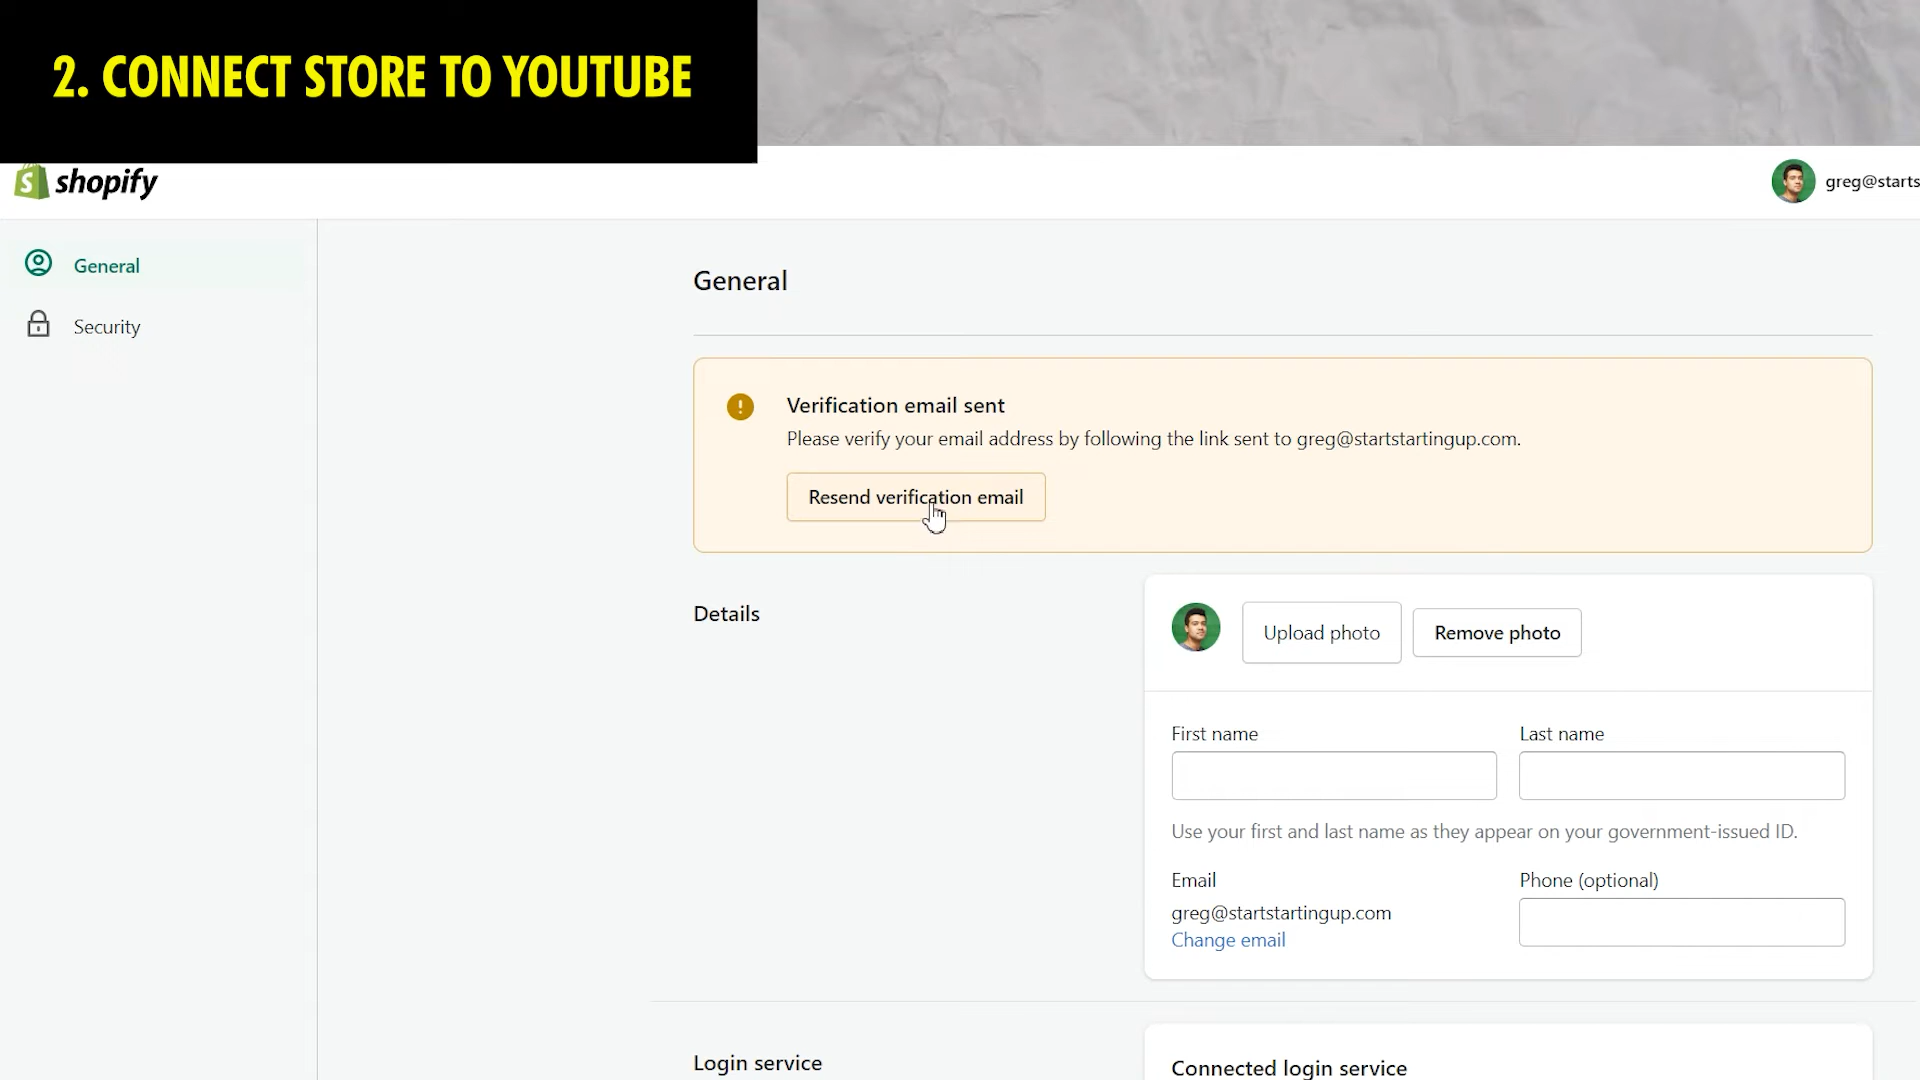 2. CONNECT STORE TO YOUTUBE
shopify
greg@starts
General
Security
General
Verification email sent
Please verify your email address by following the link sent to greg@startstartingup.com.
Resend verification email
Details
Upload photo
Remove photo
First name
Last name
Use your first and last name as they appear on your government-issued ID.
Email
Phone (optional)
greg@startstartingup.com
Change email
Login service
Connected login service